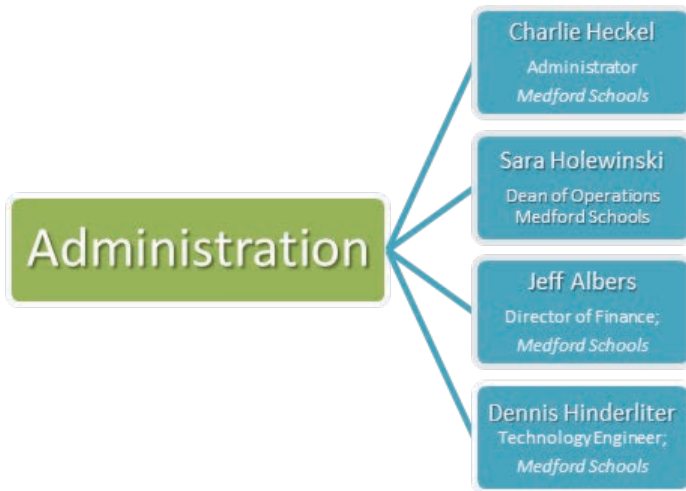 Administration
Charlie Heckel
Administrator
Medford Schools
Sara Holewinski
Dean of Operations
Medford Schools
Jeff Albers
Director of Finance;
Medford Schools
Dennis Hinderliter
Technology Engineer;
Medford Schools